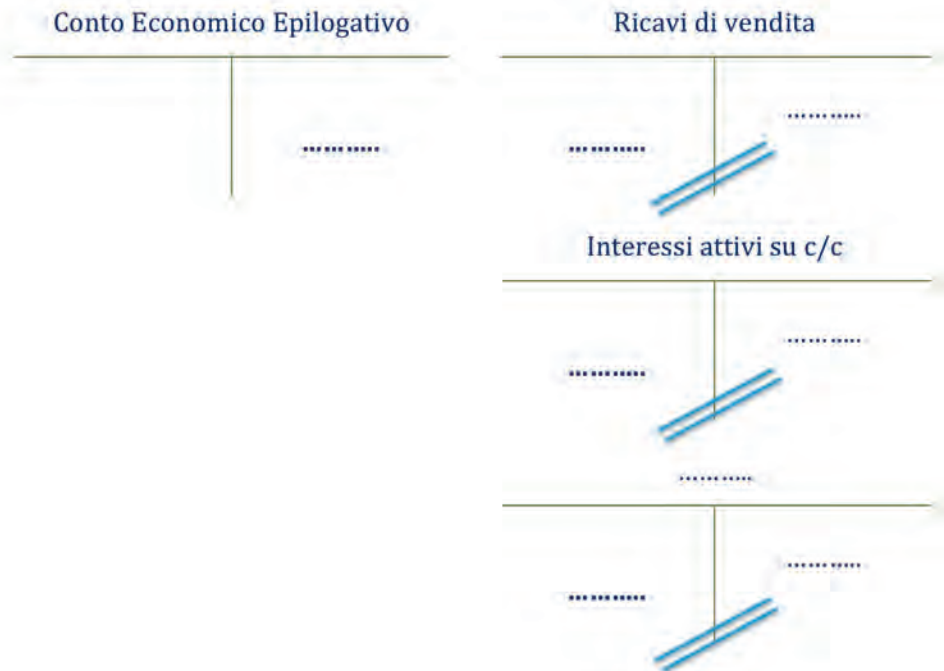 Conto Economico Epilogativo
Ricavi di vendita
………..
………..
………..
Interessi attivi su c/c
………..
………..
………..
………..
………..